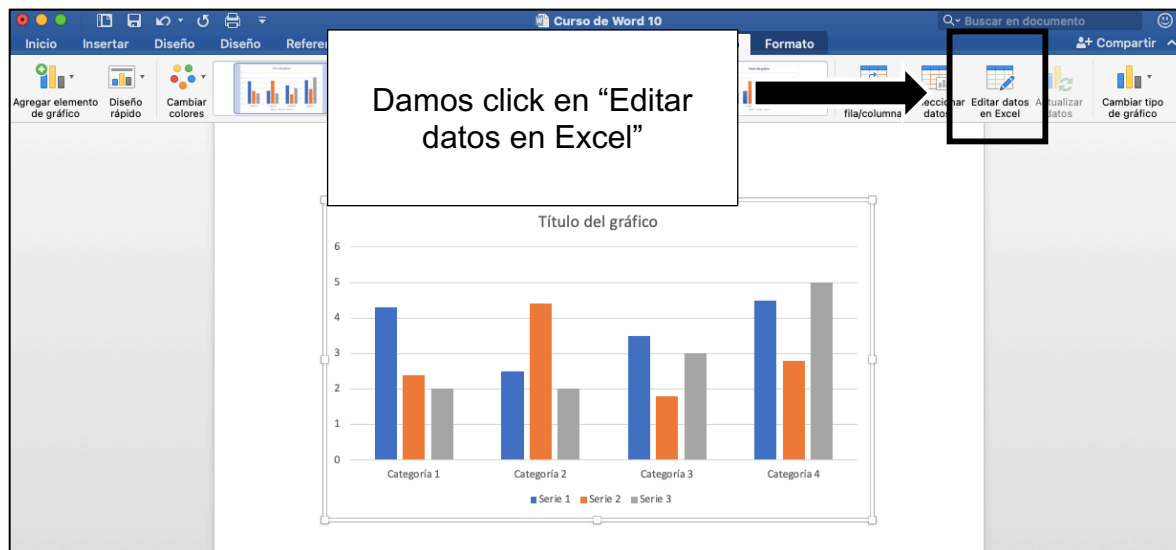 Curso de Word 10
Buscar en documento
Inicio Insertar Diseño Diseño Formato
Compartir
Damos click en “Editar
datos en Excel”
Agregar elemento
de gráfico
Diseño
rápido
Cambiar
colores
fila/columna
Editar datos
en Excel
datos
Cambiar tipo
de gráfico
Título del gráfico
6
5
4
3
2
1
0
Categoría 1 Categoría 2 Categoría 3 Categoría 4
Serie 1 Serie 2 Serie 3